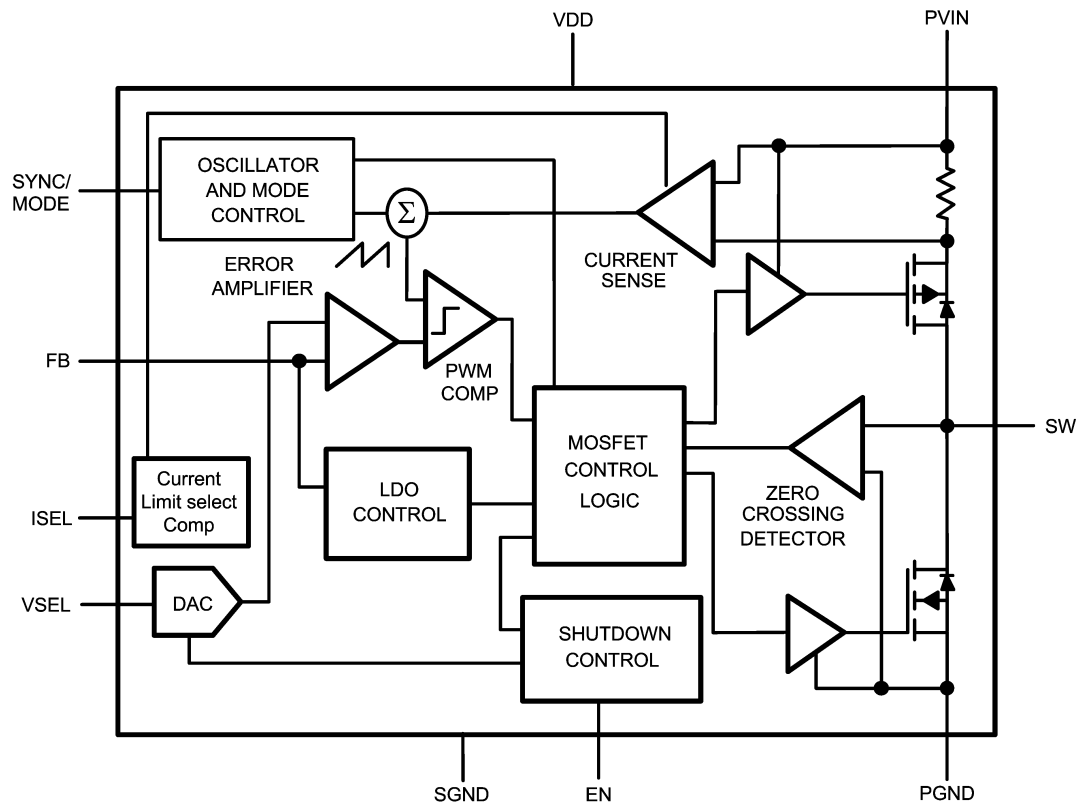 VDD
PVIN
SYNC/
MODE
OSCILLATOR
AND MODE
CONTROL
Σ
CURRENT
SENSE
ERROR
AMPLIFIER
FB
PWM
COMP
MOSFET
CONTROL
LOGIC
SW
LDO
CONTROL
ZERO
CROSSING
DETECTOR
Current
Limit select
Comp
ISEL
VSEL
DAC
SHUTDOWN
CONTROL
SGND
EN
PGND